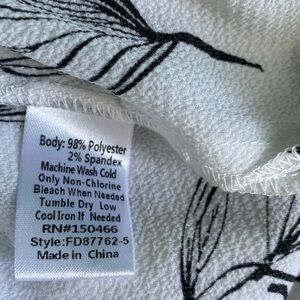 Body: 98% Polyester
2% Spandex
Machine Wash Cold
Only Non-Chlorine
Bleach When Needed
Tumble Dry Low
Cool Iron If Needed
RN#150466
Style:FD87762-5
Made in China